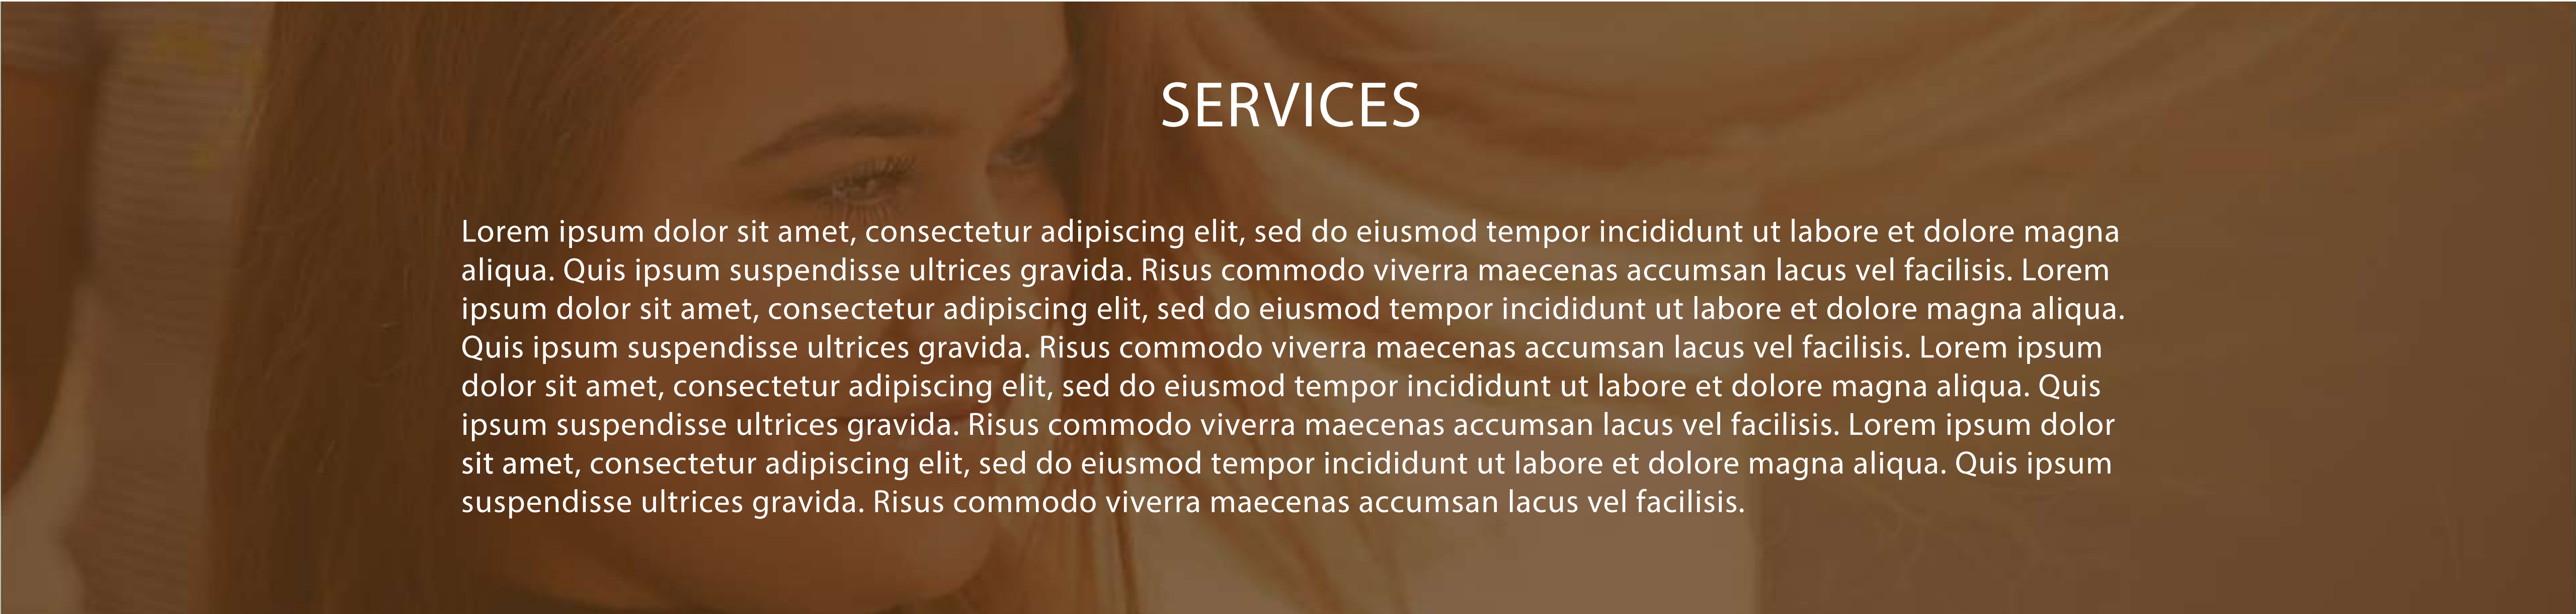 SERVICES
Lorem ipsum dolor sit amet, consectetur adipiscing elit, sed do eiusmod tempor incididunt ut labore et dolore magna
aliqua. Quis ipsum suspendisse ultrices gravida. Risus commodo viverra maecenas accumsan lacus vel facilisis. Lorem
ipsum dolor sit amet, consectetur adipiscing elit, sed do eiusmod tempor incididunt ut labore et dolore magna aliqua.
Quis ipsum suspendisse ultrices gravida. Risus commodo viverra maecenas accumsan lacus vel facilisis. Lorem ipsum
dolor sit amet, consectetur adipiscing elit, sed do eiusmod tempor incididunt ut labore et dolore magna aliqua. Quis
ipsum suspendisse ultrices gravida. Risus commodo viverra maecenas accumsan lacus vel facilisis. Lorem ipsum dolor
sit amet, consectetur adipiscing elit, sed do eiusmod tempor incididunt ut labore et dolore magna aliqua. Quis ipsum
suspendisse ultrices gravida. Risus commodo viverra maecenas accumsan lacus vel facilisis.